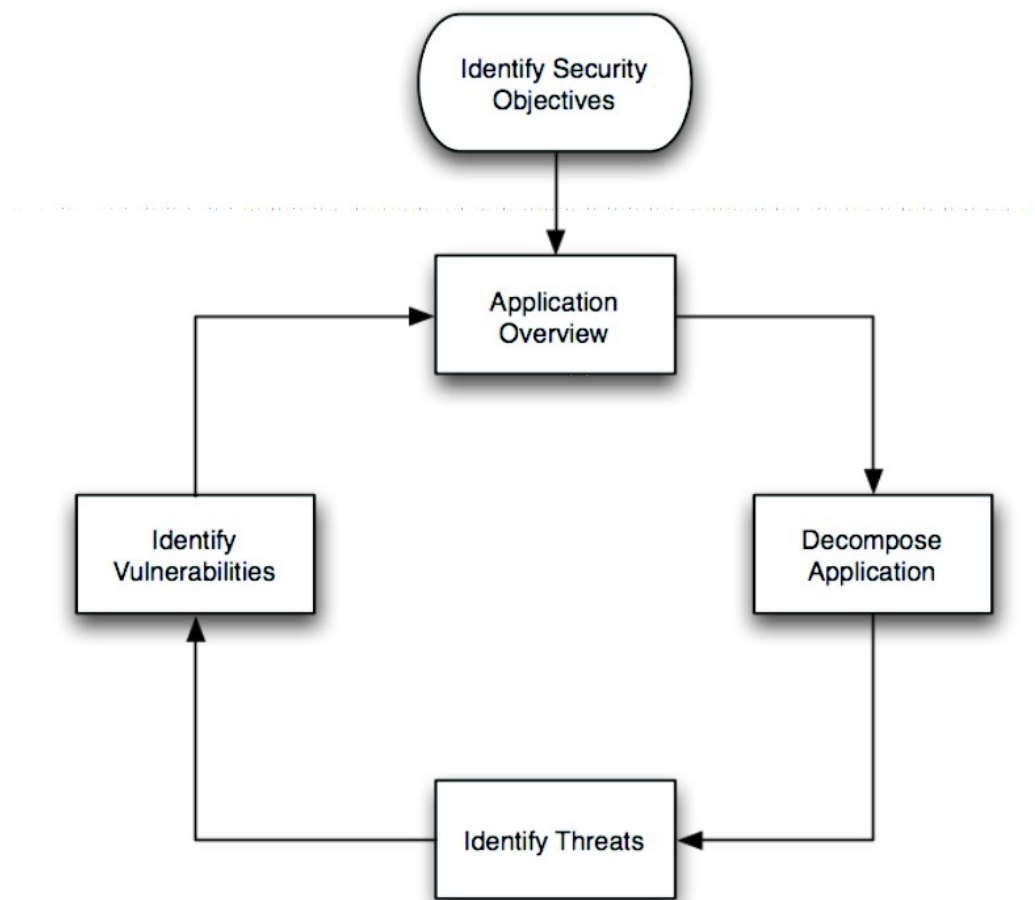 Identify Security
Objectives
Application
Overview
Identify
Vulnerabilities
Decompose
Application
Identify Threats